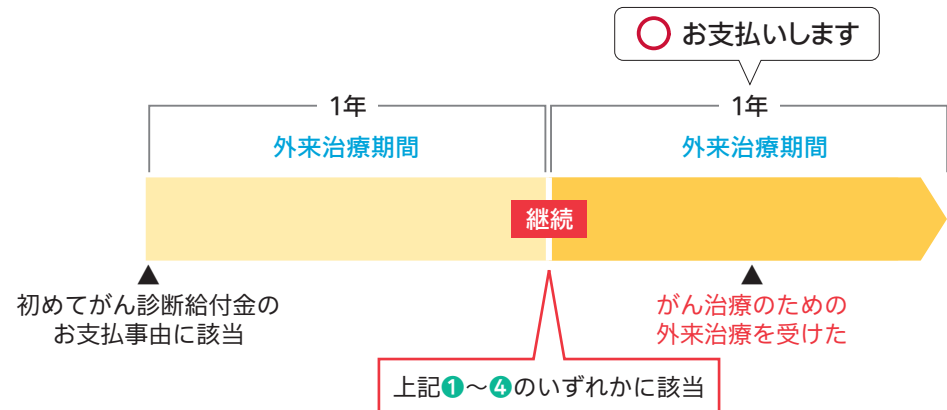 お支払いします
1年
1年
外来治療期間
外来治療期間
継続
初めてがん診断給付金の
お支払事由に該当
がん治療のための
外来治療を受けた
上記❶～❹のいずれかに該当